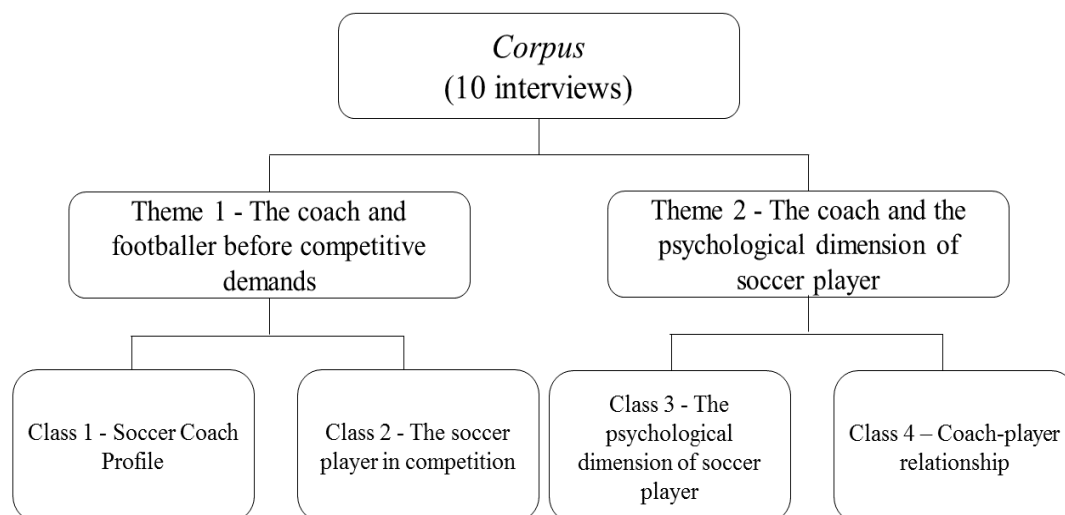 Corpus
(10 interviews)
Theme 1 - The coach and
footballer before competitive
demands
Theme 2 - The coach and the
psychological dimension of
soccer player
Class 1 - Soccer Coach
Profile
Class 2 - The soccer
player in competition
Class 3 - The
psychological
dimension of soccer
player
Class 4 – Coach-player
relationship